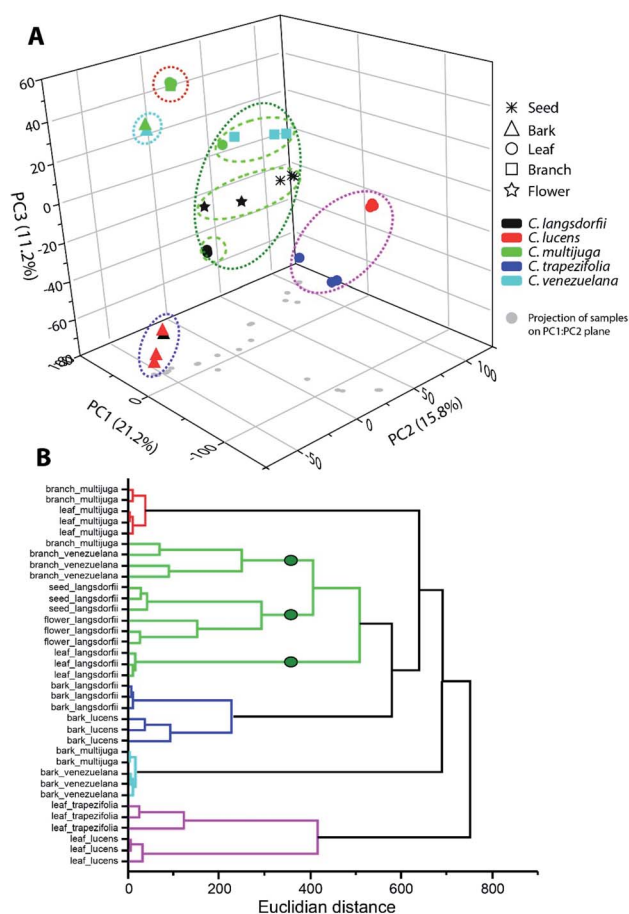 A
60
40
20
0
-20
-40
-60
-80
PC3 (11.2%)
0
-100
PC1 (21.2%)
-50
0
50
100
PC2 (15.8%)
Seed
Bark
Leaf
Branch
Flower
C. langsdorfii
C. lucens
C. multijuga
C. trapezifolia
C. venezuelana
Projection of samples
on PC1:PC2 plane
B
branch_multijuga
branch_multijuga
leaf_multijuga
leaf_multijuga
leaf_multijuga
branch_multijuga
branch_venezuelana
branch_venezuelana
branch_venezuelana
seed_langsdorfii
seed_langsdorfii
seed_langsdorfii
flower_langsdorfii
flower_langsdorfii
flower_langsdorfii
leaf_langsdorfii
leaf_langsdorfii
leaf_langsdorfii
bark_langsdorfii
bark_langsdorfii
bark_langsdorfii
bark_lucens
bark_lucens
bark_lucens
bark_multijuga
bark_multijuga
bark_venezuelana
bark_venezuelana
bark_venezuelana
leaf_trapezifolia
leaf_trapezifolia
leaf_trapezifolia
leaf_lucens
leaf_lucens
leaf_lucens
0 200 400 600 800
Euclidian distance